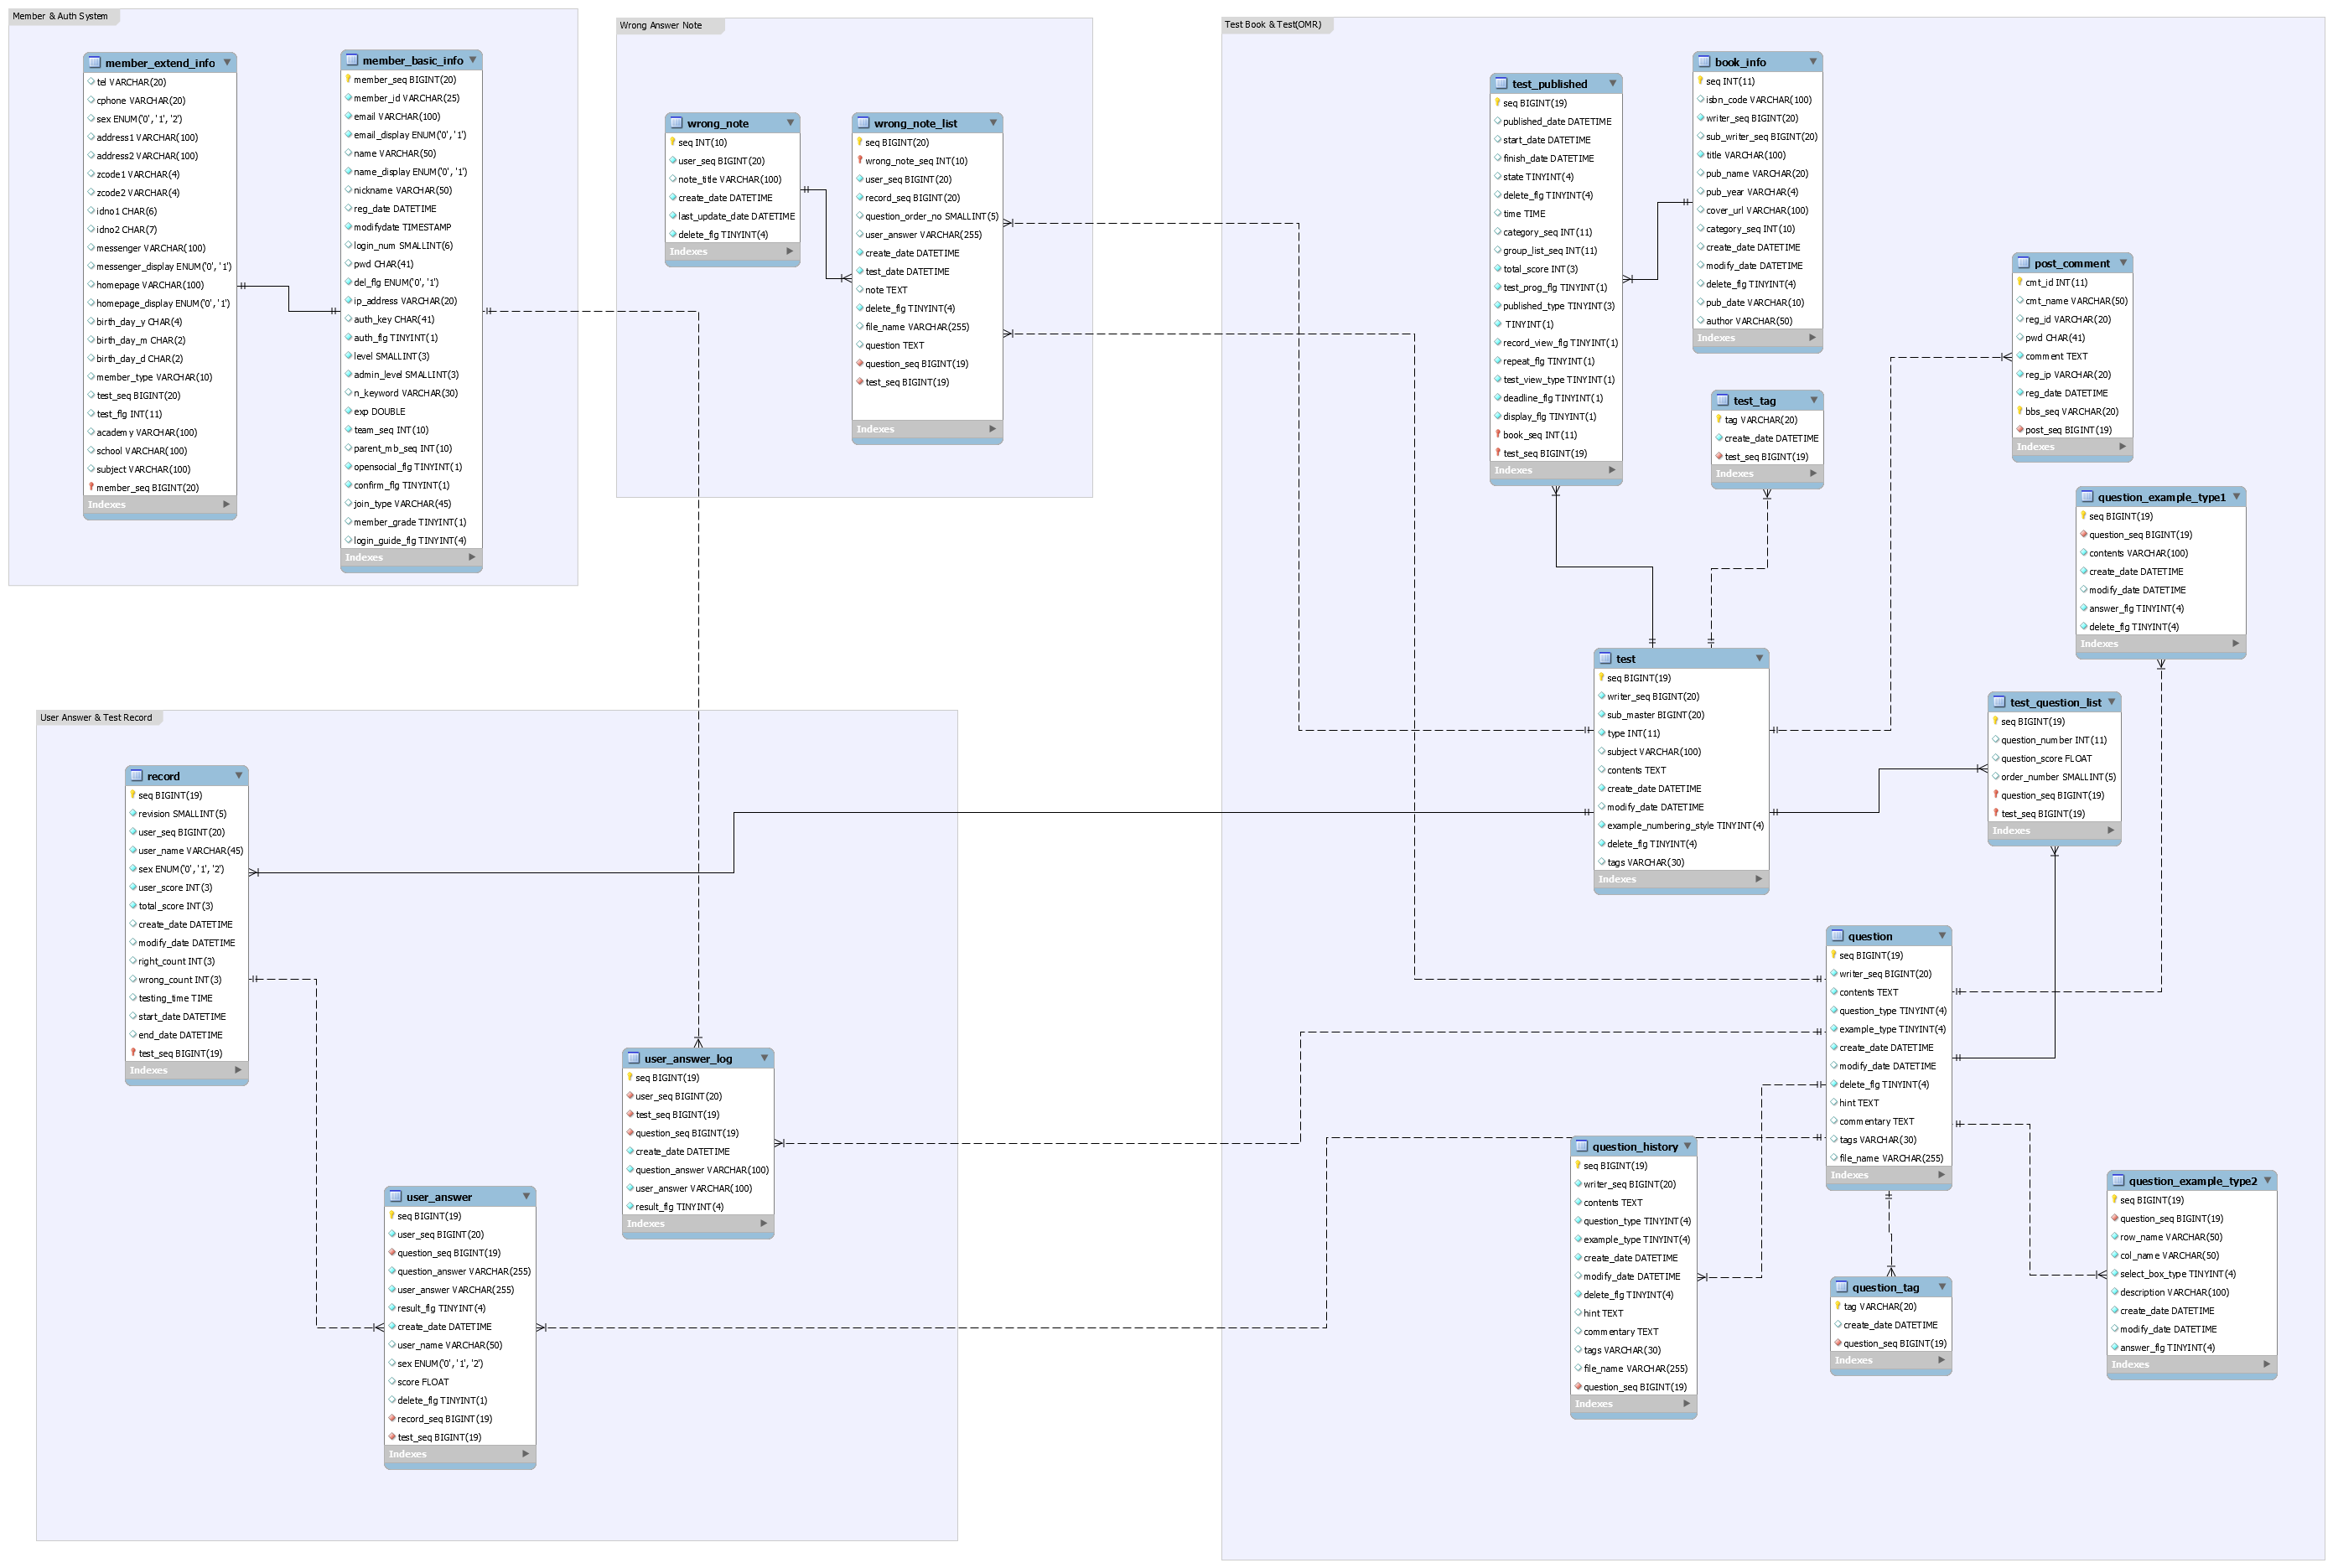 Member & Auth System
member_extend_info
tel VARCHAR(20)
cphone VARCHAR(20)
sex ENUM('0', '1', '2')
address1 VARCHAR(100)
address2 VARCHAR(100)
zcode1 VARCHAR(4)
zcode2 VARCHAR(4)
idno1 CHAR(6)
idno2 CHAR(7)
messenger VARCHAR(100)
messenger_display ENUM('0', '1')
homepage VARCHAR(100)
homepage_display ENUM('0', '1')
birth_day_y CHAR(4)
birth_day_m CHAR(2)
birth_day_d CHAR(2)
member_type VARCHAR(10)
test_seq BIGINT(20)
test_flg INT(11)
academy VARCHAR(100)
school VARCHAR(100)
subject VARCHAR(100)
member_seq BIGINT(20)
Indexes
member_basic_info
member_seq BIGINT(20)
member_id VARCHAR(25)
email VARCHAR(100)
email_display ENUM('0', '1')
name VARCHAR(50)
name_display ENUM('0', '1')
nickname VARCHAR(50)
reg_date DATETIME
modifydate TIMESTAMP
login_num SMALLINT(6)
pwd CHAR(41)
del_flg ENUM('0', '1')
ip_address VARCHAR(20)
auth_key CHAR(41)
auth_flg TINYINT(1)
level SMALLINT(3)
admin_level SMALLINT(3)
n_keyword VARCHAR(30)
exp DOUBLE
team_seq INT(10)
parent_mb_seq INT(10)
opensocial_flg TINYINT(1)
confirm_flg TINYINT(1)
join_type VARCHAR(45)
member_grade TINYINT(1)
login_guide_flg TINYINT(4)
Indexes
Wrong Answer Note
wrong_note
seq INT(10)
user_seq BIGINT(20)
note_title VARCHAR(100)
create_date DATETIME
last_update_date DATETIME
delete_flg TINYINT(4)
Indexes
wrong_note_list
seq BIGINT(20)
wrong_note_seq INT(10)
user_seq BIGINT(20)
record_seq BIGINT(20)
question_order_no SMALLINT(5)
user_answer VARCHAR(255)
create_date DATETIME
test_date DATETIME
note TEXT
delete_flg TINYINT(4)
file_name VARCHAR(255)
question TEXT
question_seq BIGINT(19)
test_seq BIGINT(19)
Indexes
Test Book & Test(OMR)
test_published
seq BIGINT(19)
published_date DATETIME
start_date DATETIME
finish_date DATETIME
state TINYINT(4)
delete_flg TINYINT(4)
time TIME
category_seq INT(11)
group_list_seq INT(11)
total_score INT(3)
test_prog_flg TINYINT(1)
published_type TINYINT(3)
TINYINT(1)
record_view_flg TINYINT(1)
repeat_flg TINYINT(1)
test_view_type TINYINT(1)
deadline_flg TINYINT(1)
display_flg TINYINT(1)
book_seq INT(11)
test_seq BIGINT(19)
Indexes
book_info
seq INT(11)
isbn_code VARCHAR(100)
writer_seq BIGINT(20)
sub_writer_seq BIGINT(20)
title VARCHAR(100)
pub_name VARCHAR(20)
pub_year VARCHAR(4)
cover_url VARCHAR(100)
category_seq INT(10)
create_date DATETIME
modify_date DATETIME
delete_flg TINYINT(4)
pub_date VARCHAR(10)
author VARCHAR(50)
Indexes
test_tag
tag VARCHAR(20)
create_date DATETIME
test_seq BIGINT(19)
Indexes
post_comment
cmt_id INT(11)
cmt_name VARCHAR(50)
reg_id VARCHAR(20)
pwd CHAR(41)
comment TEXT
reg_ip VARCHAR(20)
reg_date DATETIME
bbs_seq VARCHAR(20)
post_seq BIGINT(19)
Indexes
question_example_type1
seq BIGINT(19)
question_seq BIGINT(19)
contents VARCHAR(100)
create_date DATETIME
modify_date DATETIME
answer_flg TINYINT(4)
delete_flg TINYINT(4)
Indexes
test
seq BIGINT(19)
writer_seq BIGINT(20)
sub_master BIGINT(20)
type INT(11)
subject VARCHAR(100)
contents TEXT
create_date DATETIME
modify_date DATETIME
example_numbering_style TINYINT(4)
delete_flg TINYINT(4)
tags VARCHAR(30)
Indexes
test_question_list
seq BIGINT(19)
question_number INT(11)
question_score FLOAT
order_number SMALLINT(5)
question_seq BIGINT(19)
test_seq BIGINT(19)
Indexes
question
seq BIGINT(19)
writer_seq BIGINT(20)
contents TEXT
question_type TINYINT(4)
example_type TINYINT(4)
create_date DATETIME
modify_date DATETIME
delete_flg TINYINT(4)
hint TEXT
commentary TEXT
tags VARCHAR(30)
file_name VARCHAR(255)
Indexes
question_history
seq BIGINT(19)
writer_seq BIGINT(20)
contents TEXT
question_type TINYINT(4)
example_type TINYINT(4)
create_date DATETIME
modify_date DATETIME
delete_flg TINYINT(4)
hint TEXT
commentary TEXT
tags VARCHAR(30)
file_name VARCHAR(255)
question_seq BIGINT(19)
Indexes
question_tag
tag VARCHAR(20)
create_date DATETIME
question_seq BIGINT(19)
Indexes
question_example_type2
seq BIGINT(19)
question_seq BIGINT(19)
row_name VARCHAR(50)
col_name VARCHAR(50)
select_box_type TINYINT(4)
description VARCHAR(100)
create_date DATETIME
modify_date DATETIME
answer_flg TINYINT(4)
Indexes
User Answer & Test Record
record
seq BIGINT(19)
revision SMALLINT(5)
user_seq BIGINT(20)
user_name VARCHAR(45)
sex ENUM('0', '1', '2')
user_score INT(3)
total_score INT(3)
create_date DATETIME
modify_date DATETIME
right_count INT(3)
wrong_count INT(3)
testing_time TIME
start_date DATETIME
end_date DATETIME
test_seq BIGINT(19)
Indexes
user_answer_log
seq BIGINT(19)
user_seq BIGINT(20)
test_seq BIGINT(19)
question_seq BIGINT(19)
create_date DATETIME
question_answer VARCHAR(100)
user_answer VARCHAR(100)
result_flg TINYINT(4)
Indexes
user_answer
seq BIGINT(19)
user_seq BIGINT(20)
question_seq BIGINT(19)
question_answer VARCHAR(255)
user_answer VARCHAR(255)
result_flg TINYINT(4)
create_date DATETIME
user_name VARCHAR(50)
sex ENUM('0', '1', '2')
score FLOAT
delete_flg TINYINT(1)
record_seq BIGINT(19)
test_seq BIGINT(19)
Indexes